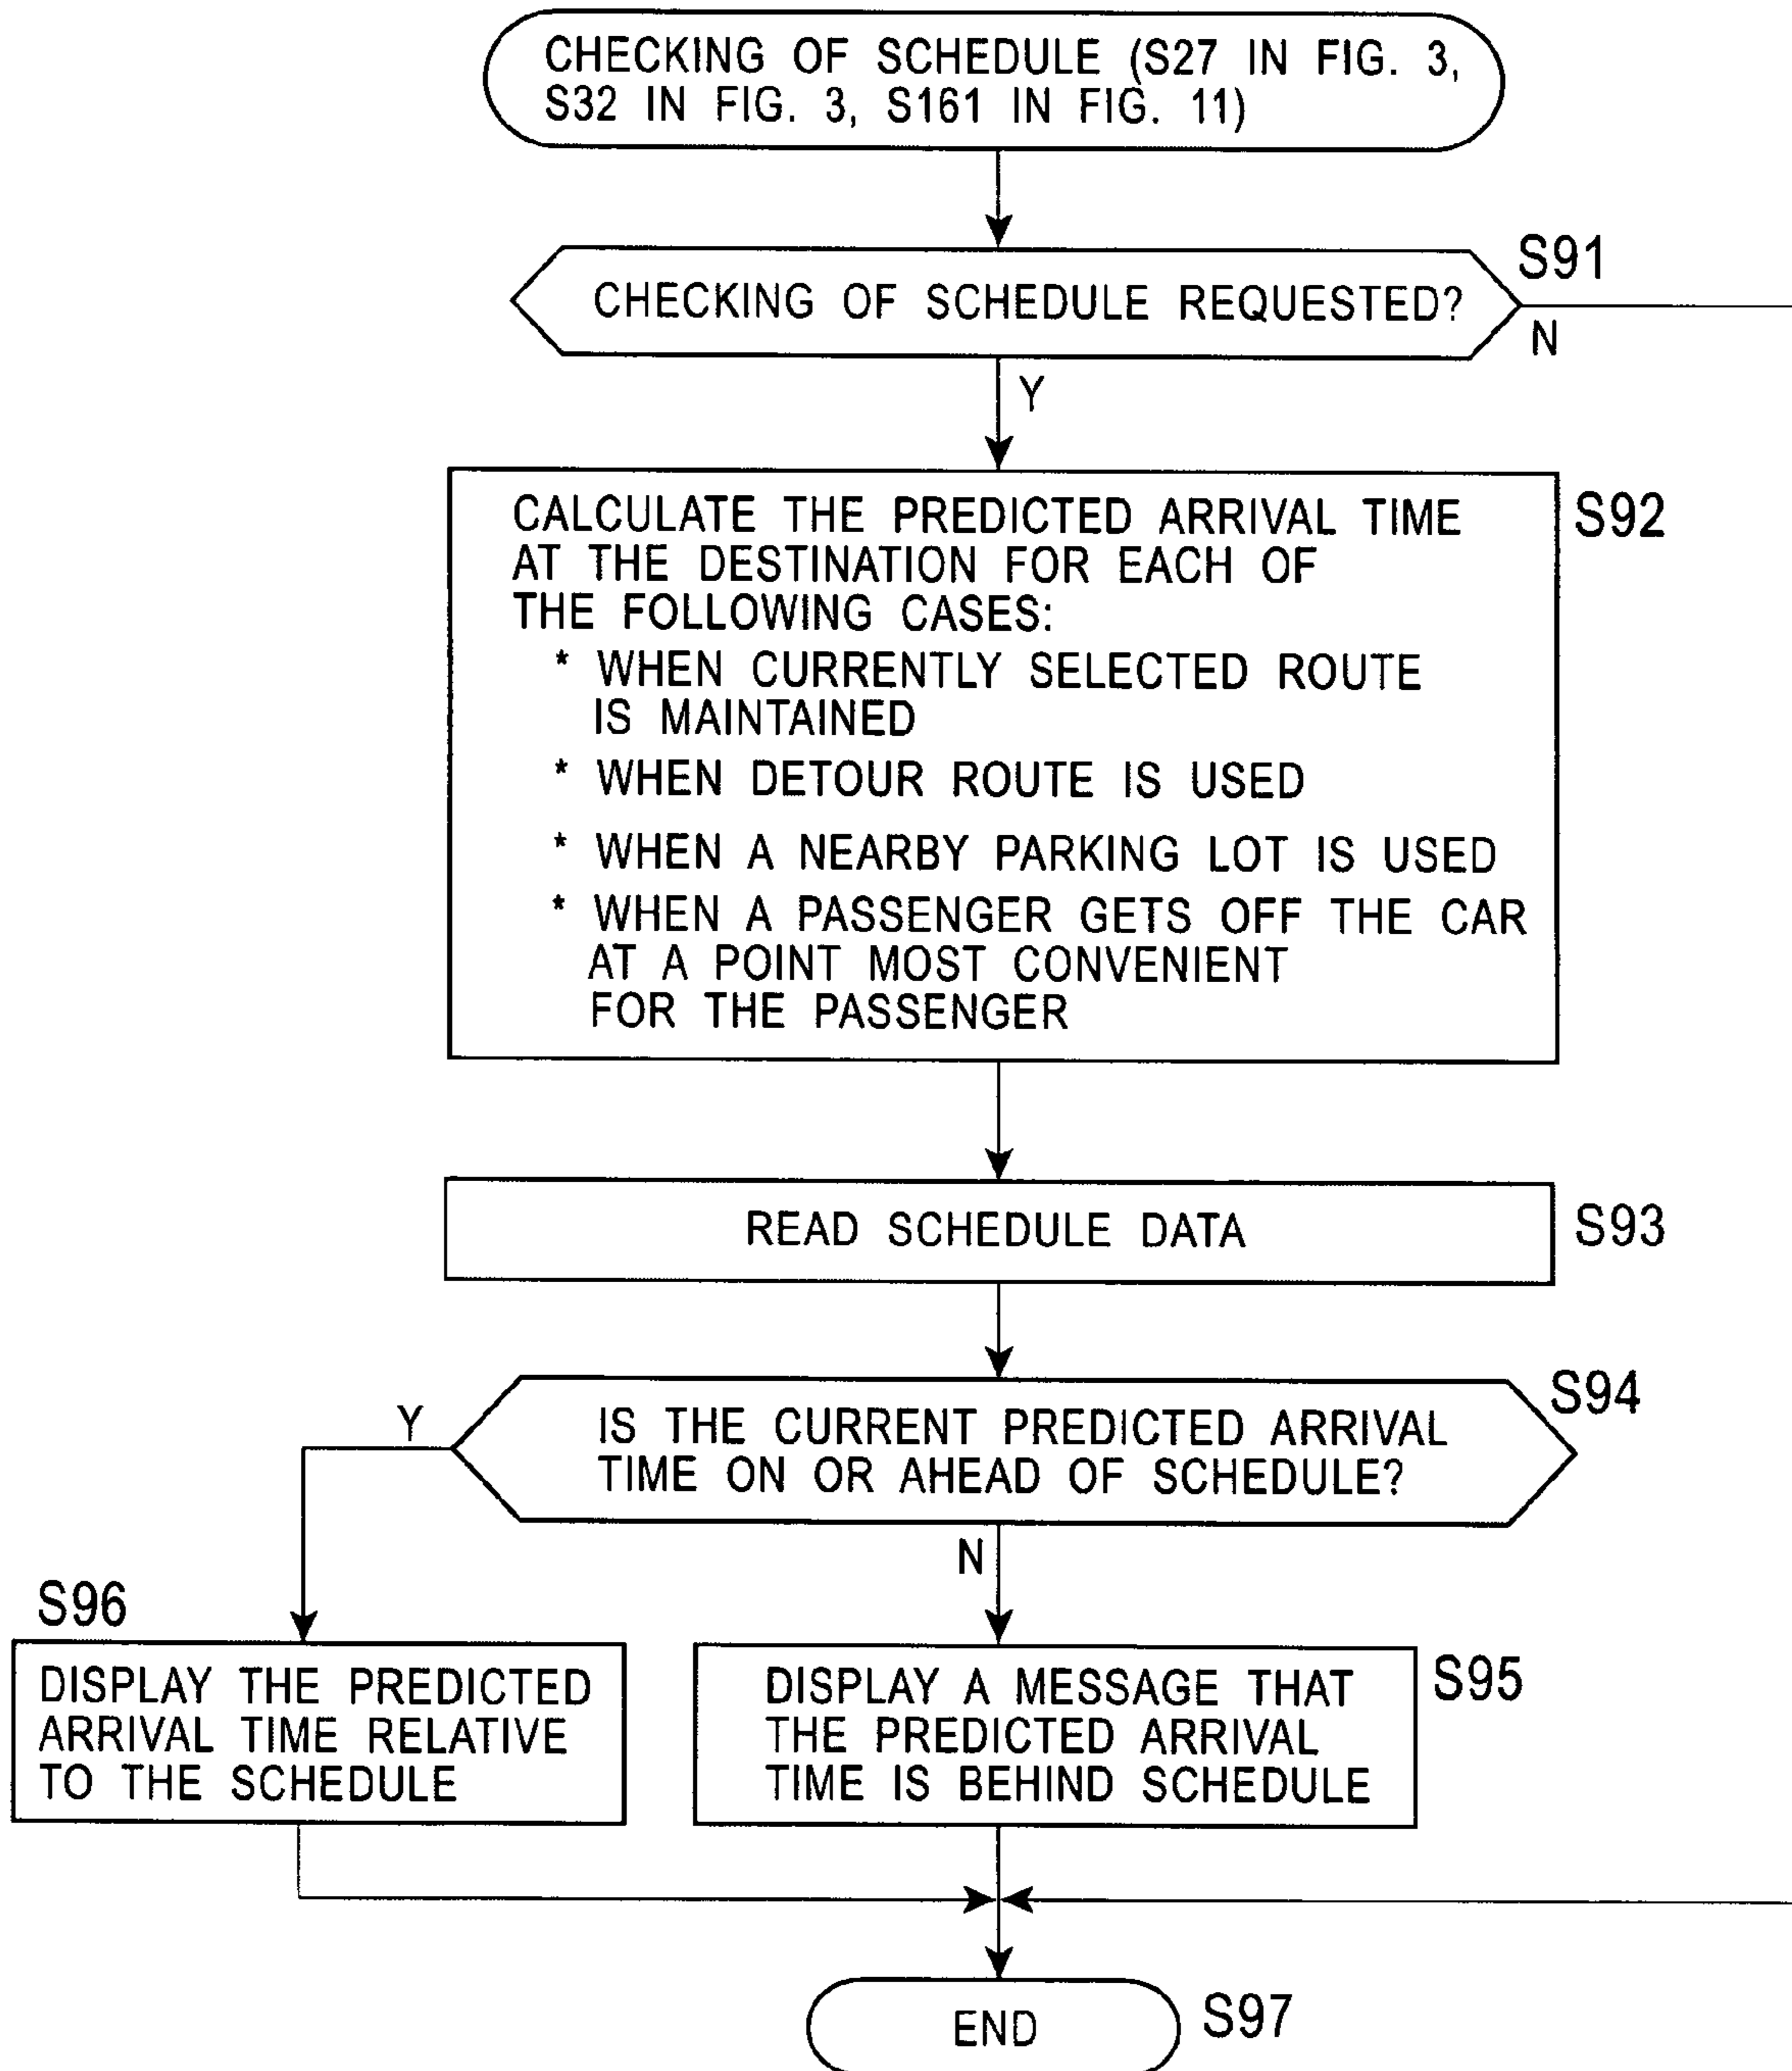 CHECKING OF SCHEDULE (S27 IN FIG. 3,
S32 IN FIG. 3, S161 IN FIG. 11)
S91
CHECKING OF SCHEDULE REQUESTED?
N
Y
CALCULATE THE PREDICTED ARRIVAL TIME
S92
AT THE DESTINATION FOR EACH OF
THE FOLLOWING CASES:
* WHEN CURRENTLY SELECTED ROUTE
IS MAINTAINED
* WHEN DETOUR ROUTE IS USED
* WHEN A NEARBY PARKING LOT IS USED
* WHEN A PASSENGER GETS OFF THE CAR
AT A POINT MOST CONVENIENT
FOR THE PASSENGER
READ SCHEDULE DATA
S93
S94
Y
IS THE CURRENT PREDICTED ARRIVAL
TIME ON OR AHEAD OF SCHEDULE?
N
S96
DISPLAY THE PREDICTED
ARRIVAL TIME RELATIVE
TO THE SCHEDULE
DISPLAY A MESSAGE THAT
THE PREDICTED ARRIVAL
TIME IS BEHIND SCHEDULE
S95
END
S97